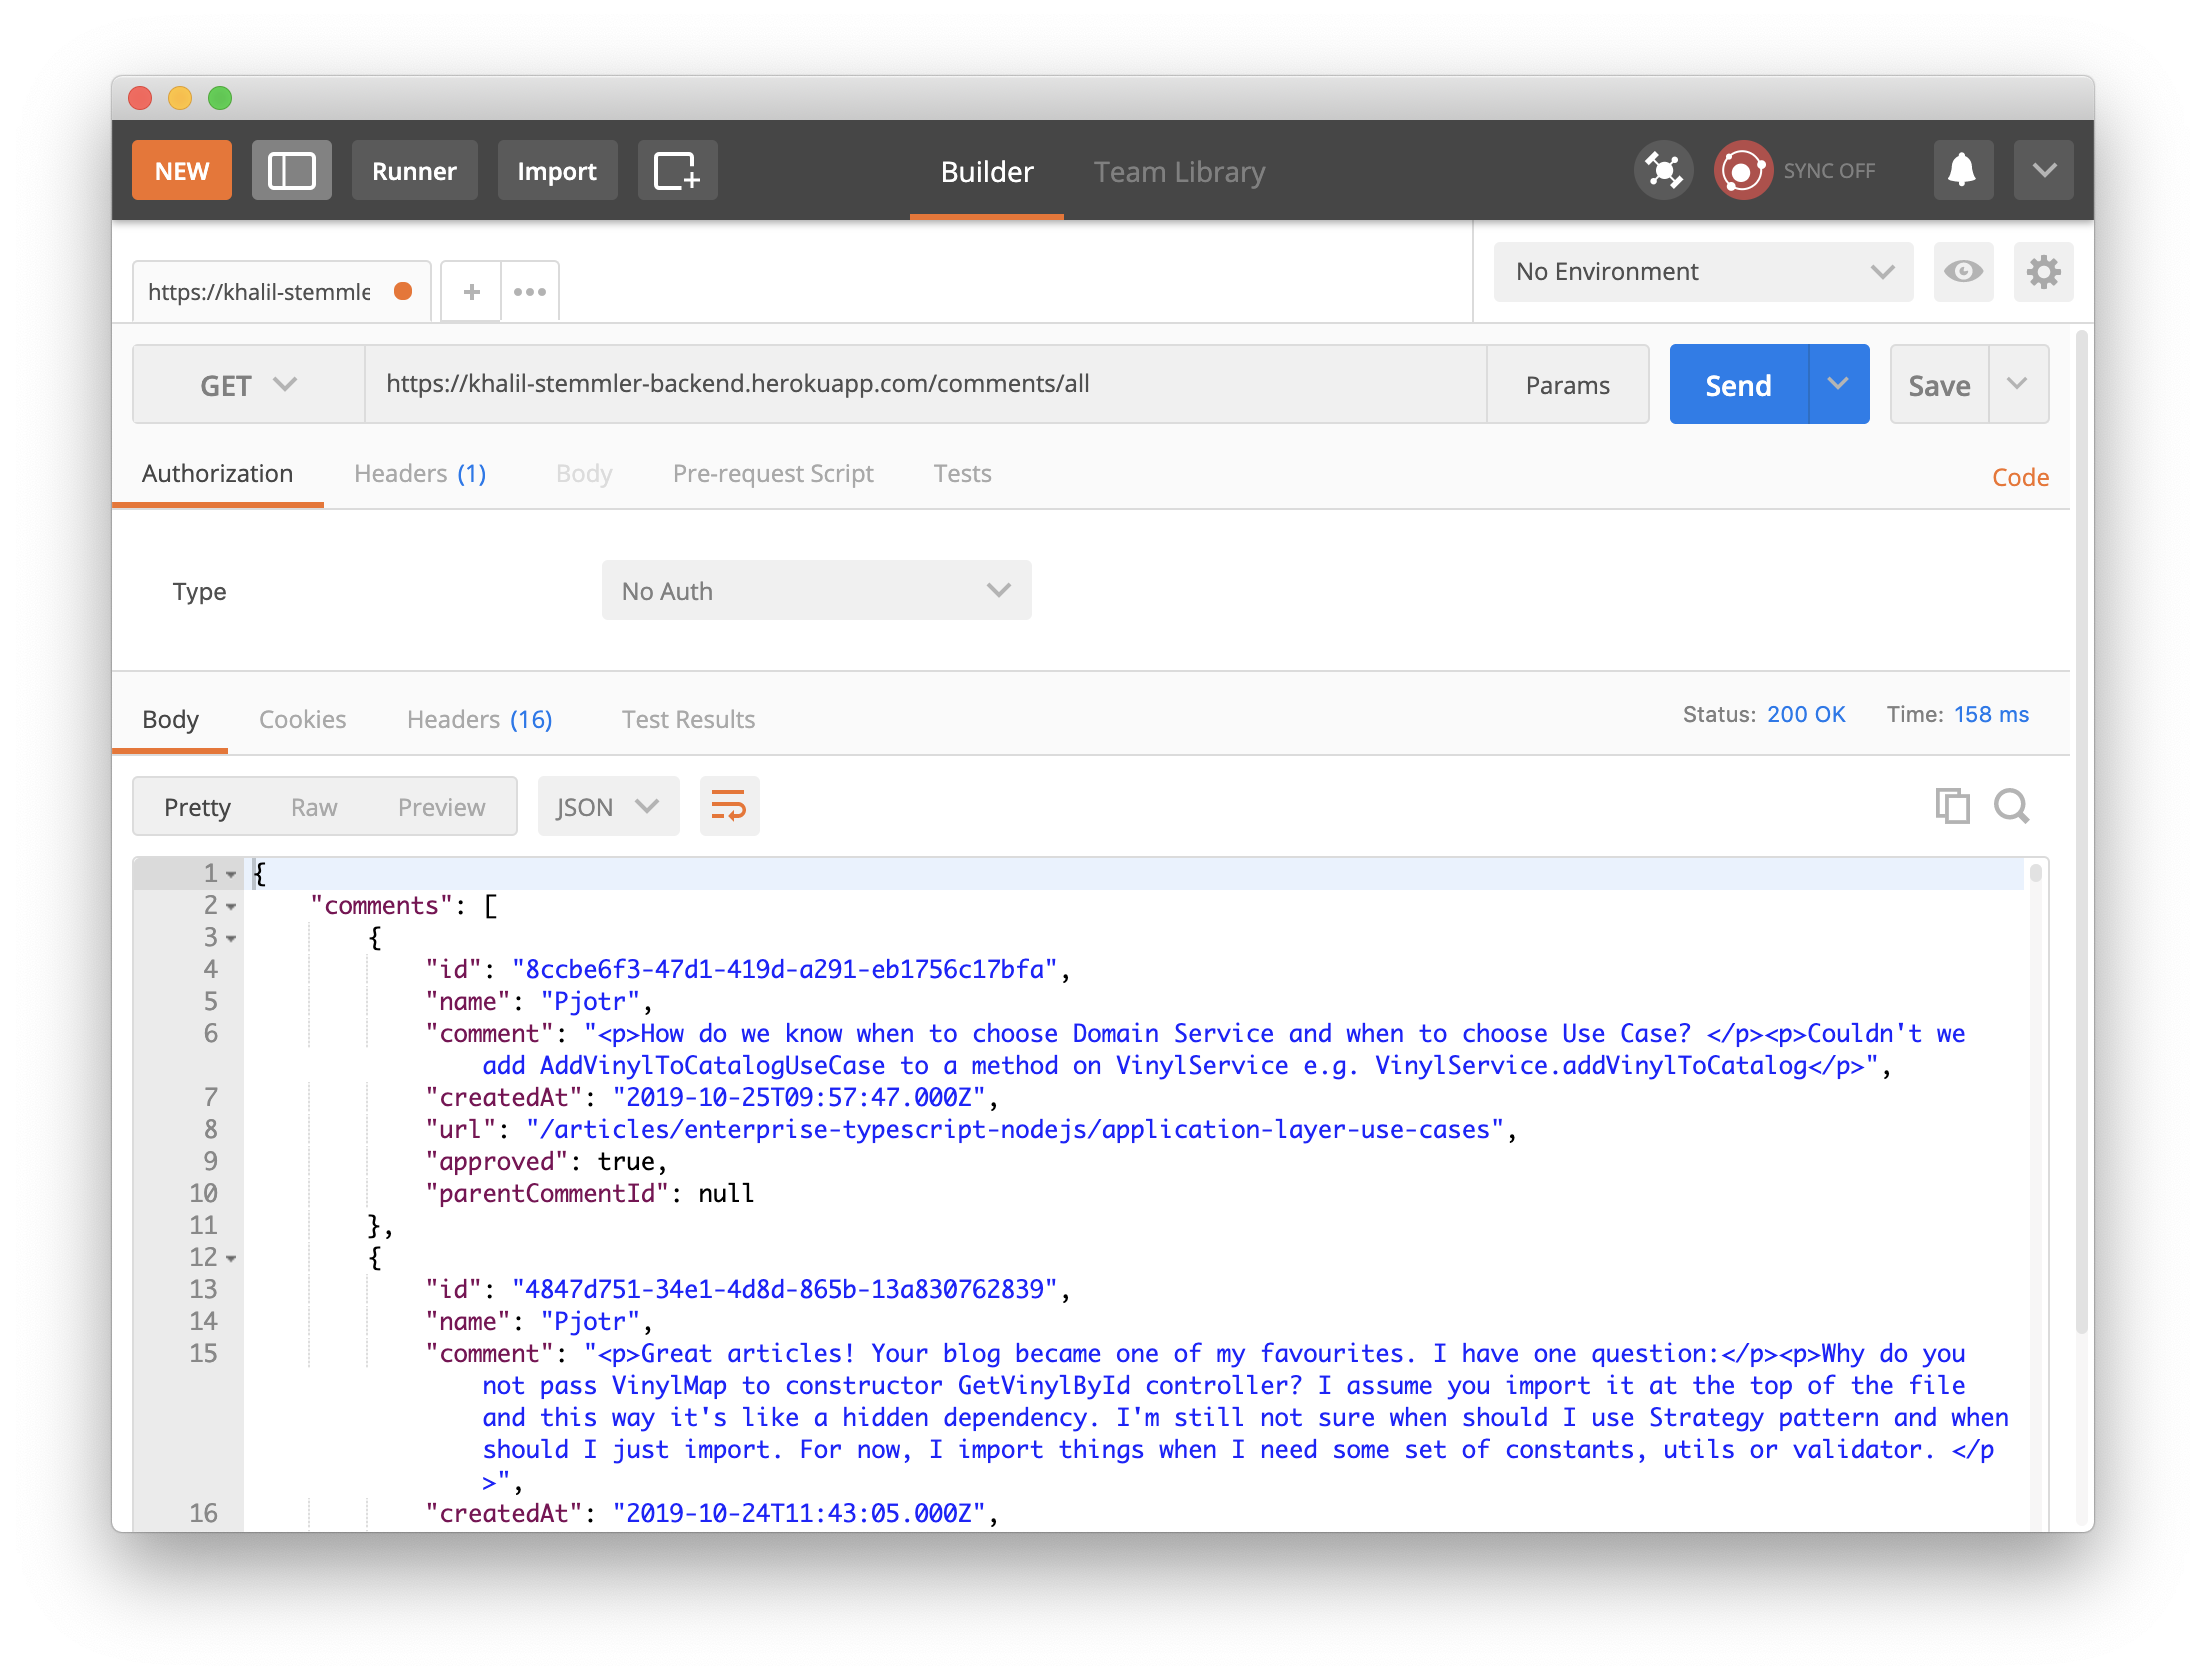 NEW
Runner
Import
Builder
Team Library
SYNC OFF
https://khalil-stemmle
No Environment
GET
https://khalil-stemmler-backend.herokuapp.com/comments/all
Params
Send
Save
Authorization
Headers (1)
Body
Pre-request Script
Tests
Code
Type
No Auth
Body
Cookies
Headers (16)
Test Results
Status: 200 OK
Time: 158 ms
Pretty
Raw
Preview
JSON
1 {
2 "comments": [
3 {
4 "id": "8ccbe6f3-47d1-419d-a291-eb1756c17bfa",
5 "name": "Pjotr",
6 "comment": "<p>How do we know when to choose Domain Service and when to choose Use Case? </p><p>Couldn't we
add AddVinylToCatalogUseCase to a method on VinylService e.g. VinylService.addVinylToCatalog</p>",
7 "createdAt": "2019-10-25T09:57:47.000Z",
8 "url": "/articles/enterprise-typescript-nodejs/application-layer-use-cases",
9 "approved": true,
10 "parentCommentId": null
11 },
12 {
13 "id": "4847d751-34e1-4d8d-865b-13a830762839",
14 "name": "Pjotr",
15 "comment": "<p>Great articles! Your blog became one of my favourites. I have one question:</p><p>Why do you
not pass VinylMap to constructor GetVinylById controller? I assume you import it at the top of the file
and this way it's like a hidden dependency. I'm still not sure when should I use Strategy pattern and when
should I just import. For now, I import things when I need some set of constants, utils or validator. </p
>",
16 "createdAt": "2019-10-24T11:43:05.000Z",